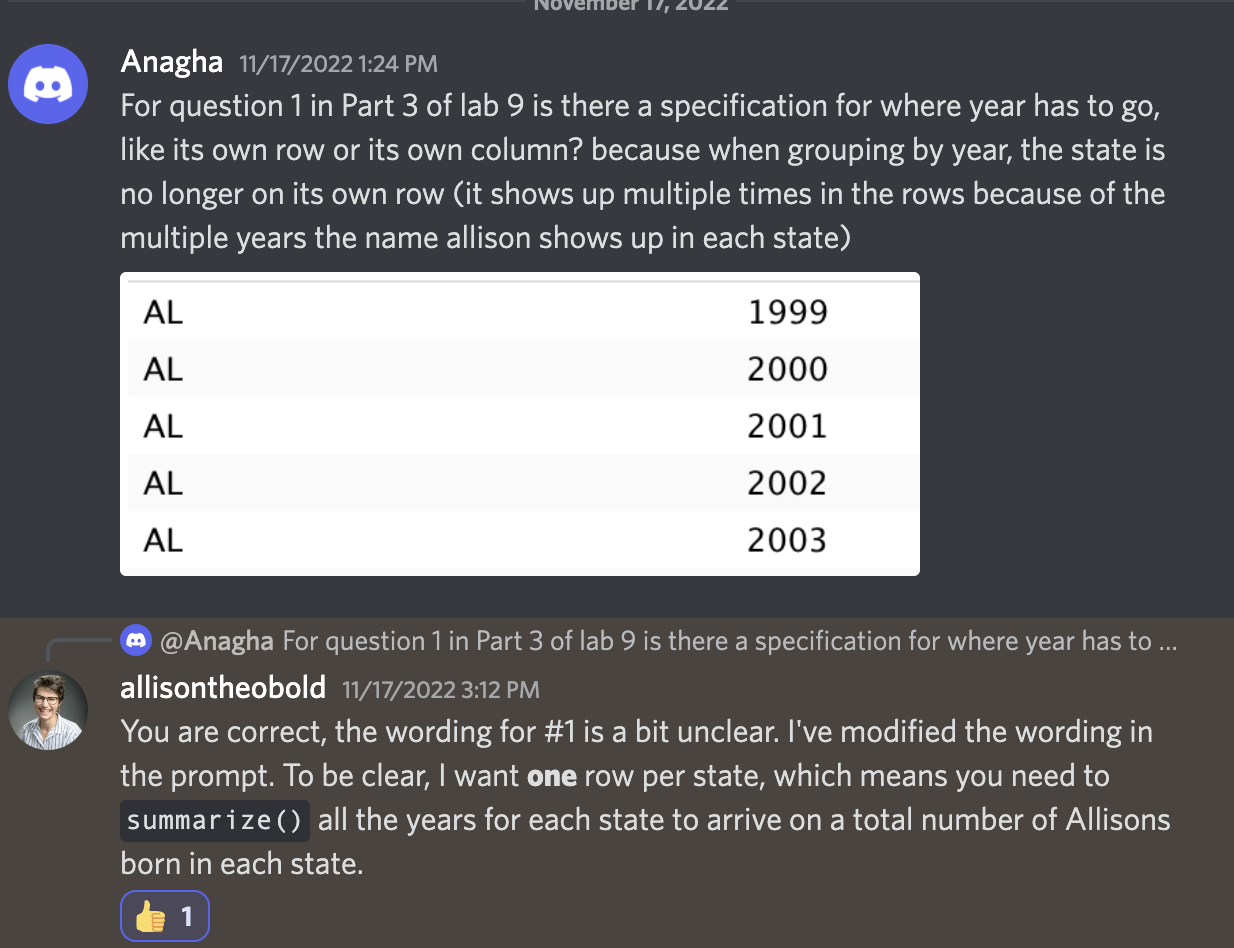 November 17, 2022
Anagha 11/17/2022 1:24 PM
For question 1 in Part 3 of lab 9 is there a specification for where year has to go,
like its own row or its own column? because when grouping by year, the state is
no longer on its own row (it shows up multiple times in the rows because of the
multiple years the name allison shows up in each state)
AL 1999
AL 2000
AL 2001
AL 2002
AL 2003
@Anagha For question 1 in Part 3 of lab 9 is there a specification for where year has to ...
allisontheobold 11/17/2022 3:12 PM
You are correct, the wording for #1 is a bit unclear. I've modified the wording in
the prompt. To be clear, I want one row per state, which means you need to
summarize() all the years for each state to arrive on a total number of Allisons
born in each state.
👍 1